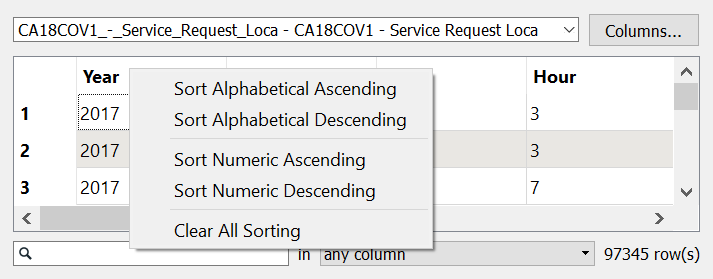 CA18COV1_-_Service_Request_Loca - CA18COV1 - Service Request Loca
Columns...
Year Hour
1 2017 3
2 2017 3
3 2017 7
Sort Alphabetical Ascending
Sort Alphabetical Descending
Sort Numeric Ascending
Sort Numeric Descending
Clear All Sorting
in any column 97345 row(s)